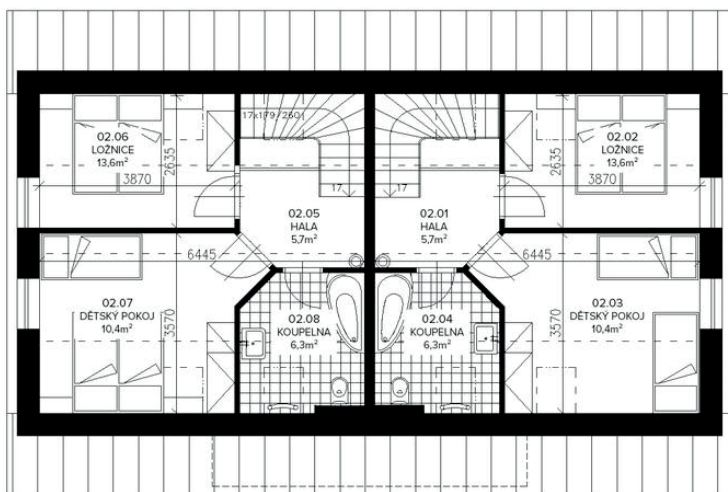 17x179/260
02.06
LOŽNICE
13,6m²
3870
2635
02.02
LOŽNICE
13,6m²
3870
2635
17
17
02.05
HALA
5,7m²
02.01
HALA
5,7m²
6445
6445
02.07
DĚTSKÝ POKOJ
10,4m²
3570
02.08
KOUPELNA
6,3m²
02.04
KOUPELNA
6,3m²
02.03
DĚTSKÝ POKOJ
10,4m²
3570